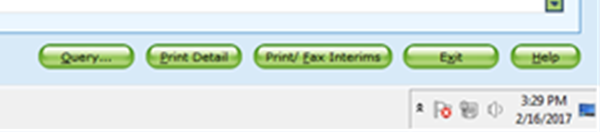 Query... Print Detail Print/ Fax Interims Exit Help
3:29 PM
2/16/2017